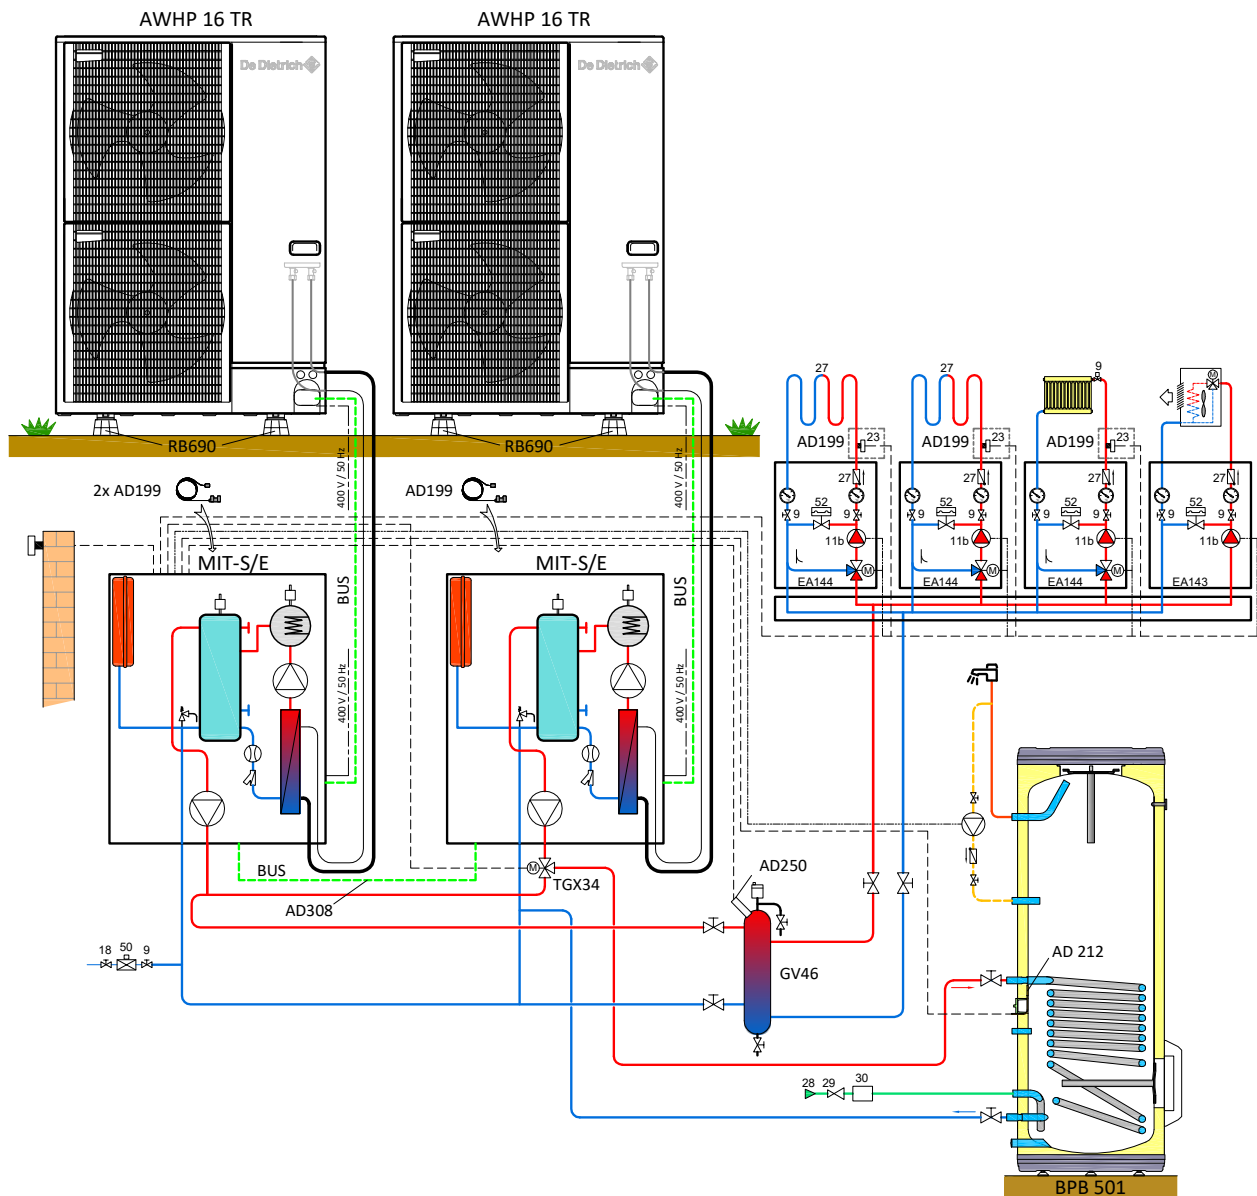 AWHP 16 TR
AWHP 16 TR
De Dietrich
De Dietrich
RB690
RB690
400 V / 50 Hz
400 V / 50 Hz
2x AD199
AD199
MIT-S/E
MIT-S/E
BUS
BUS
400 V / 50 Hz
400 V / 50 Hz
27
27
9
M
AD199
23
AD199
23
AD199
23
27
27
27
27
52
52
52
52
9
9
9
9
9
9
9
9
11b
11b
11b
11b
M
M
M
EA144
EA144
EA144
EA143
BUS
M
TGX34
AD308
AD250
18
50
9
GV46
AD 212
28
29
30
BPB 501